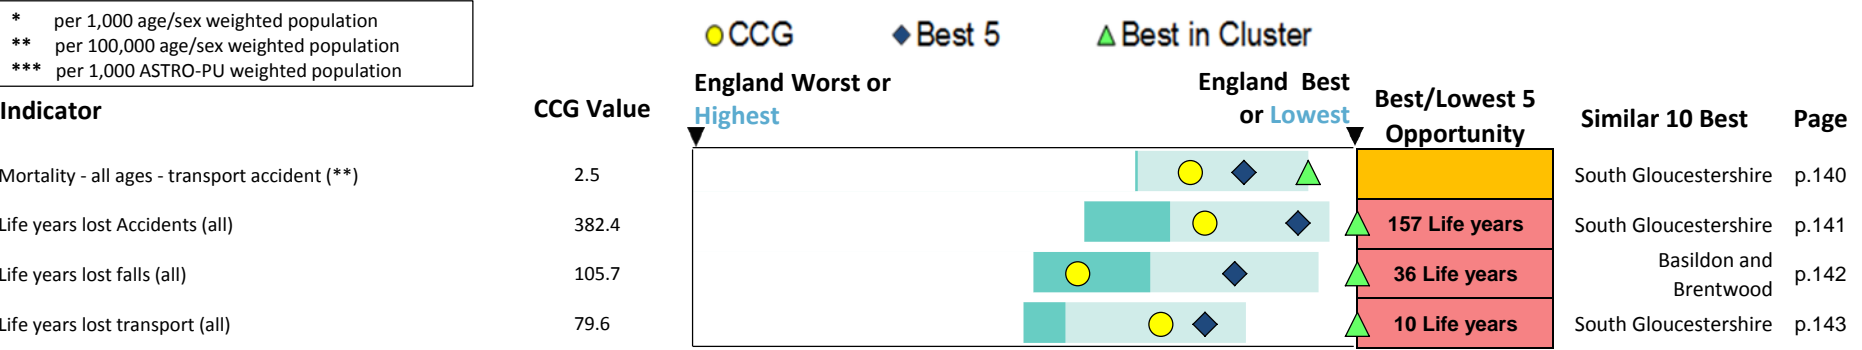 * per 1,000 age/sex weighted population
** per 100,000 age/sex weighted population
*** per 1,000 ASTRO-PU weighted population
CCG Best 5 Best in Cluster
Indicator CCG Value England Worst or Highest England Best or Lowest Best/Lowest 5 Opportunity Similar 10 Best Page
Mortality - all ages - transport accident (**) 2.5 South Gloucestershire p.140
Life years lost Accidents (all) 382.4 157 Life years South Gloucestershire p.141
Life years lost falls (all) 105.7 36 Life years Basildon and Brentwood p.142
Life years lost transport (all) 79.6 10 Life years South Gloucestershire p.143